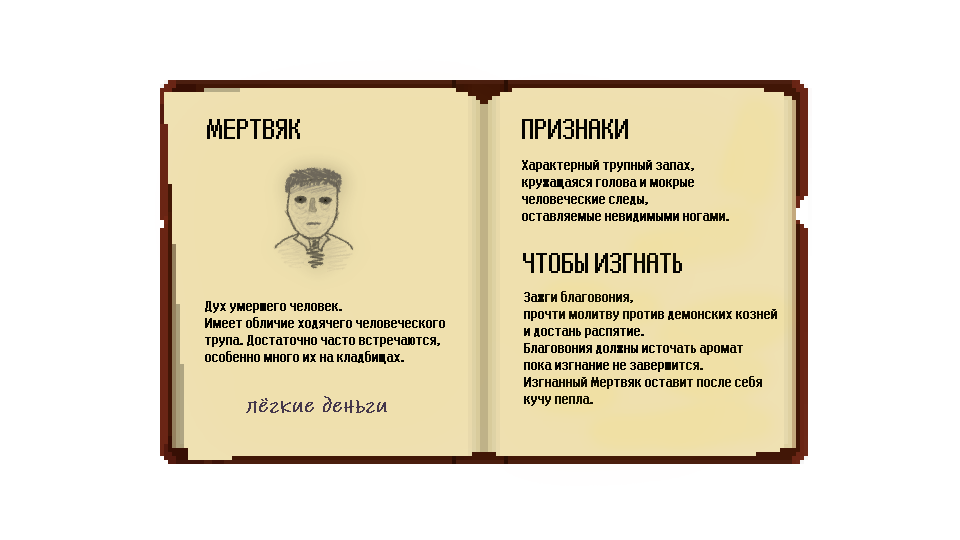 МЕРТВЯК
Дух умершего человек.
Имеет обличие ходячего человеческого
трупа. Достаточно часто встречаются,
особенно много их на кладбищах.
лёгкие деньги
ПРИЗНАКИ
Характерный трупный запах,
кружащаяся голова и мокрые
человеческие следы,
оставляемые невидимыми ногами.
ЧТОБЫ ИЗГНАТЬ
Зажги благовония,
прочти молитву против демонских козней
и достань распятие.
Благовония должны источать аромат
пока изгнание не завершится.
Изгнанный Мертвяк оставит после себя
кучу пепла.